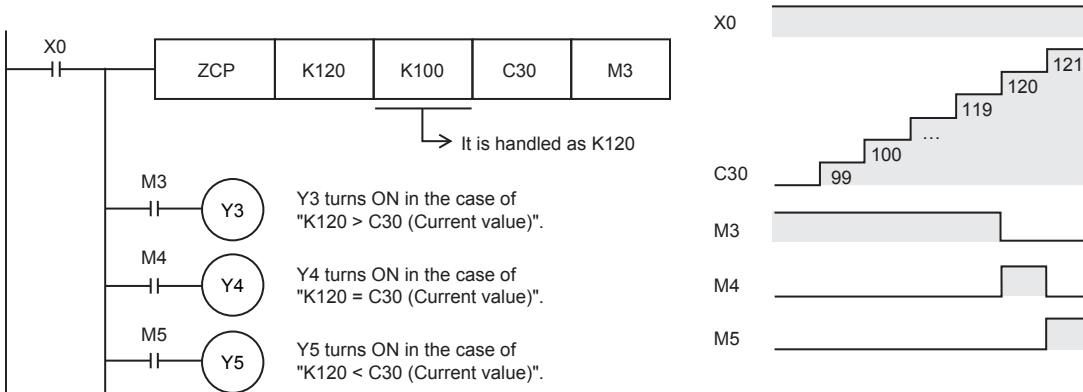 X0
ZCP K120 K100 C30 M3
It is handled as K120
M3
Y3
Y3 turns ON in the case of
"K120 > C30 (Current value)".
M4
Y4
Y4 turns ON in the case of
"K120 = C30 (Current value)".
M5
Y5
Y5 turns ON in the case of
"K120 < C30 (Current value)".
X0
121
120
119
...
100
99
C30
M3
M4
M5